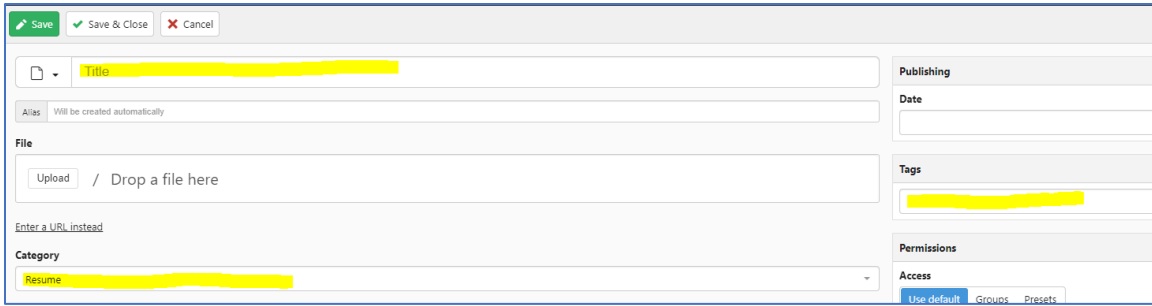 Save
Save & Close
Cancel
Title
Alias
Will be created automatically
File
Upload / Drop a file here
Enter a URL instead
Category
Resume
Publishing
Date
Tags
Permissions
Access
Use default
Groups
Presets